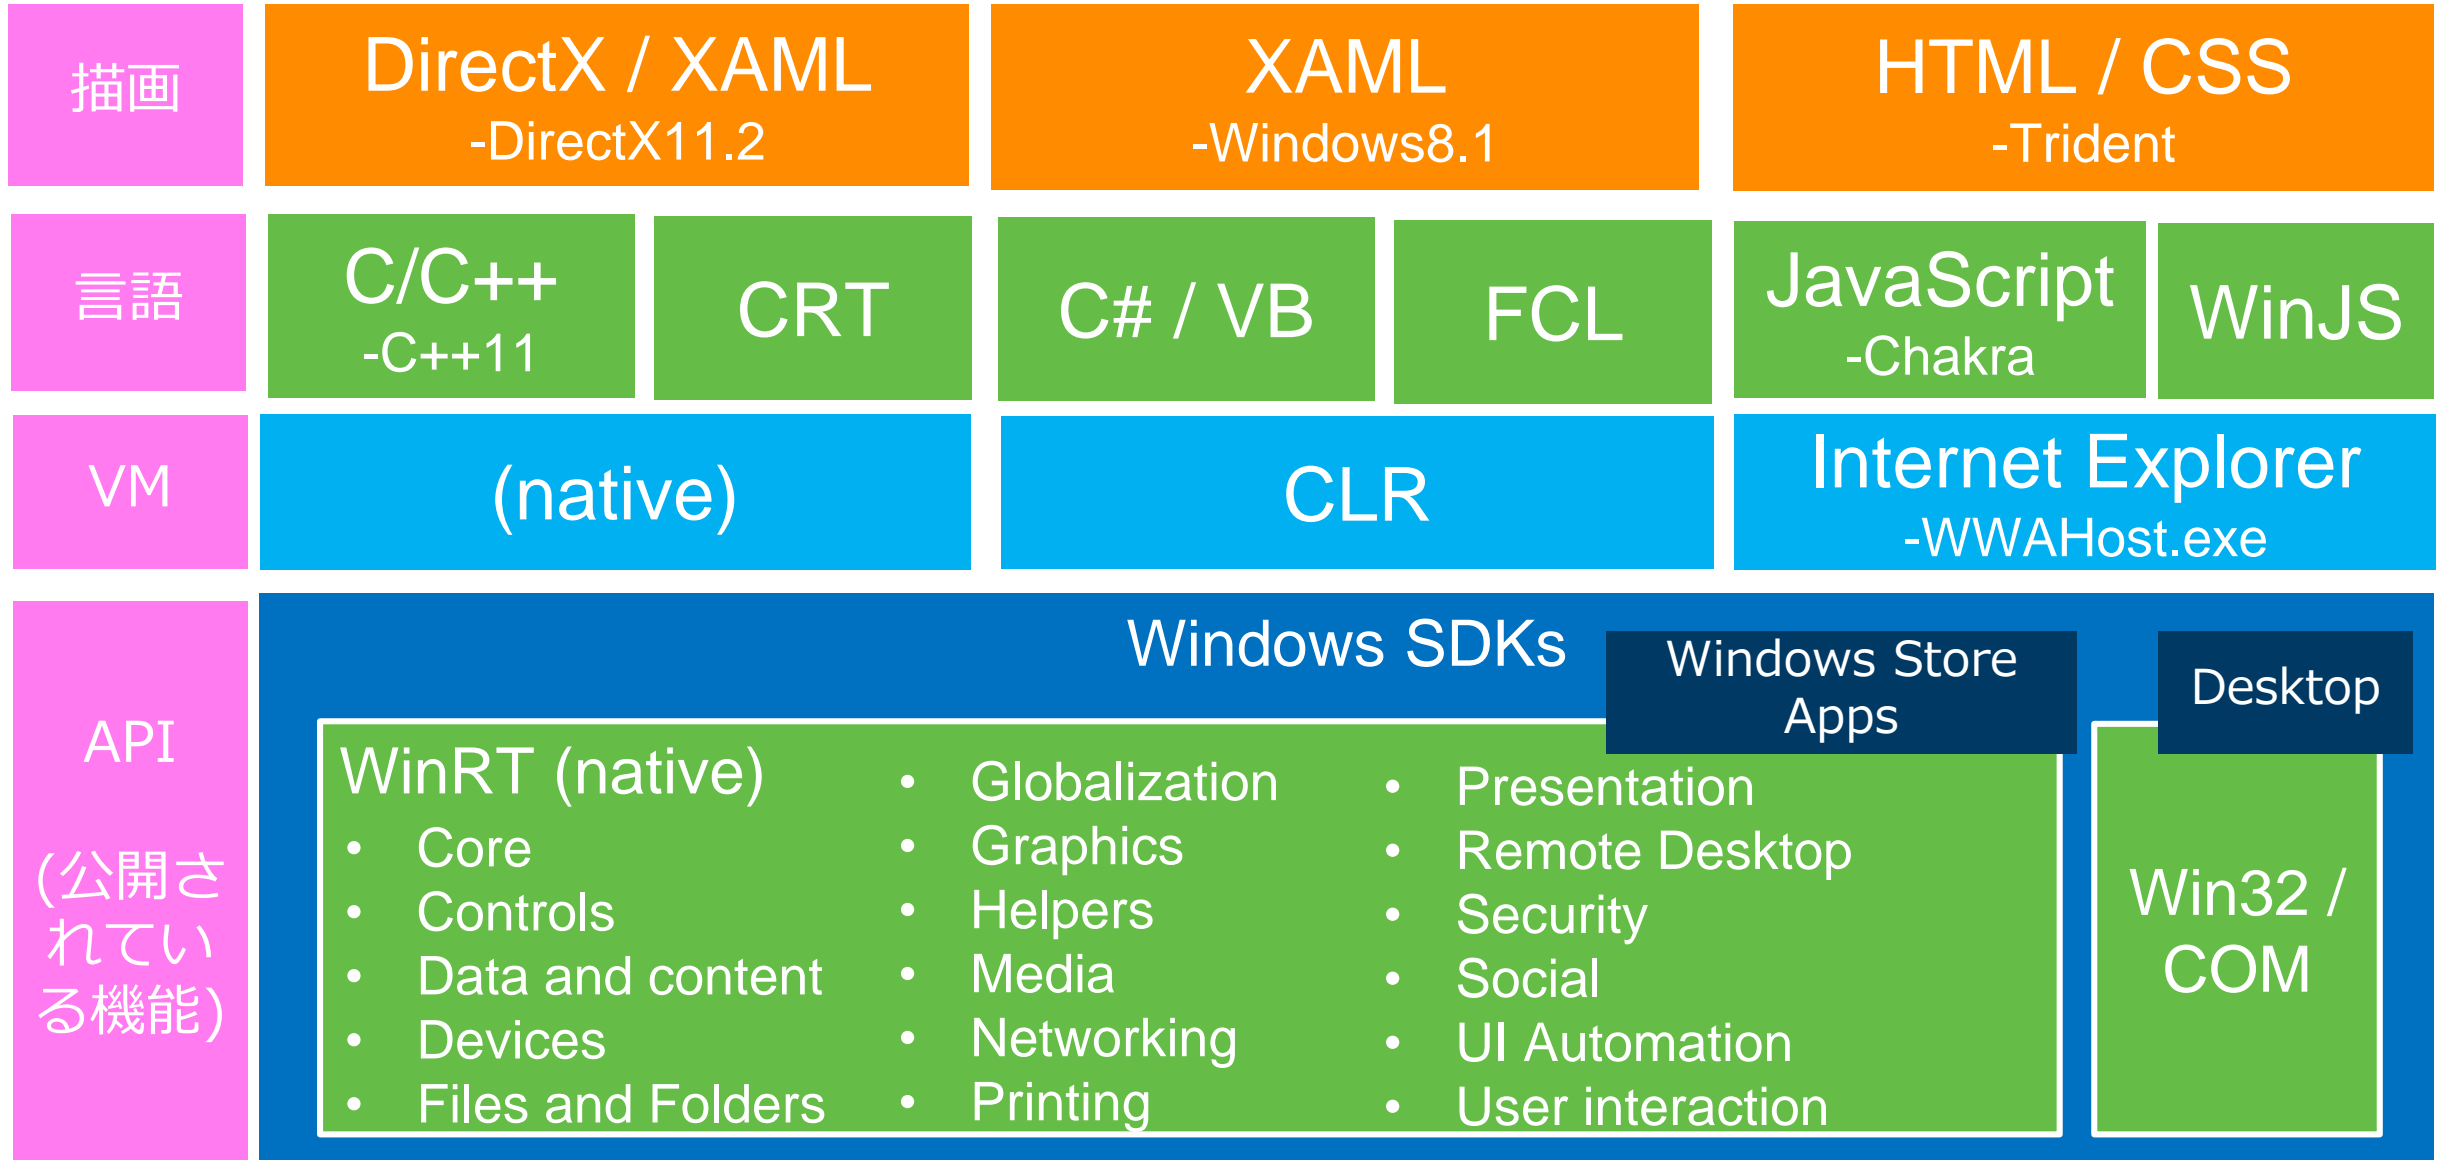 描画
DirectX / XAML
-DirectX11.2
XAML
-Windows8.1
HTML / CSS
-Trident
言語
C/C++
-C++11
CRT
C# / VB
FCL
JavaScript
-Chakra
WinJS
VM
(native)
CLR
Internet Explorer
-WWAHost.exe
API
(公開さ
れてい
る機能)
Windows SDKs
Windows Store
Apps
Desktop
WinRT (native)
• Core
• Controls
• Data and content
• Devices
• Files and Folders
• Globalization
• Graphics
• Helpers
• Media
• Networking
• Printing
• Presentation
• Remote Desktop
• Security
• Social
• UI Automation
• User interaction
Win32 /
COM